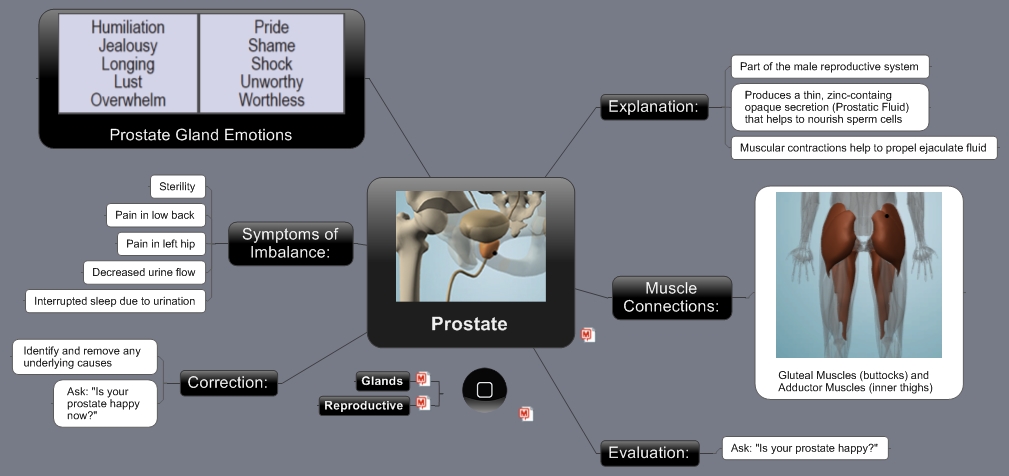 Humiliation
Jealousy
Longing
Lust
Overwhelm
Pride
Shame
Shock
Unworthy
Worthless
Prostate Gland Emotions
Explanation:
Part of the male reproductive system
Produces a thin, zinc-containg
opaque secretion (Prostatic Fluid)
that helps to nourish sperm cells
Muscular contractions help to propel ejaculate fluid
Symptoms of
Imbalance:
Sterility
Pain in low back
Pain in left hip
Decreased urine flow
Interrupted sleep due to urination
Prostate
Muscle
Connections:
Gluteal Muscles (buttocks) and
Adductor Muscles (inner thighs)
Correction:
Identify and remove any
underlying causes
Ask: "Is your
prostate happy
now?"
Glands
Reproductive
Evaluation:
Ask: "Is your prostate happy?"